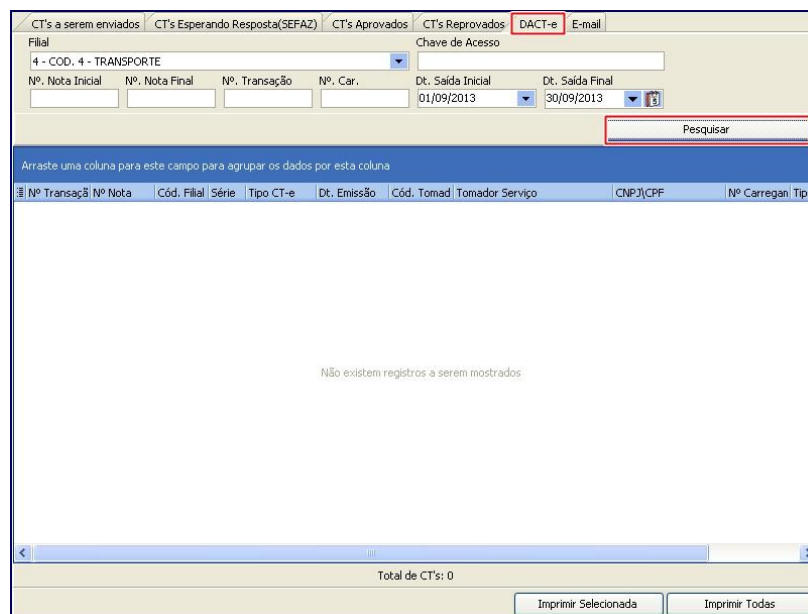 CT's a serem enviados CT's Esperando Resposta(SEFAZ) CT's Aprovados CT's Reprovados DACT-e E-mail
Filial Chave de Acesso
4 - COD. 4 - TRANSPORTE
Nº. Nota Inicial Nº. Nota Final Nº. Transação Nº. Car. Dt. Saída Inicial Dt. Saída Final
01/09/2013 30/09/2013
Pesquisar
Arraste uma coluna para este campo para agrupar os dados por esta coluna
Nº Transaçã Nº Nota Cód. Filial Série Tipo CT-e Dt. Emissão Cód. Tomad Tomador Serviço CNPJ\CPF Nº Carregan Tip
Não existem registros a serem mostrados
Total de CT's: 0
Imprimir Selecionada Imprimir Todas